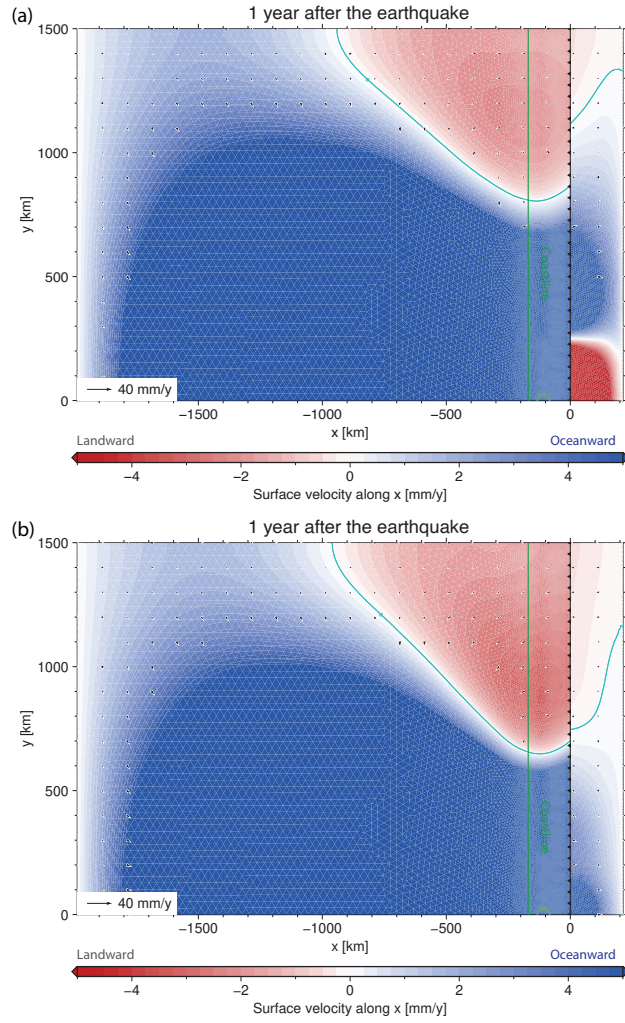 (a)
1 year after the earthquake
1500
1000
500
0
y [km]
Coastline
40 mm/y
−1500
−1000
−500
0
x [km]
Landward
Oceanward
−4
−2
0
2
4
Surface velocity along x [mm/y]
(b)
1 year after the earthquake
1500
1000
500
0
y [km]
Coastline
40 mm/y
−1500
−1000
−500
0
x [km]
Landward
Oceanward
−4
−2
0
2
4
Surface velocity along x [mm/y]